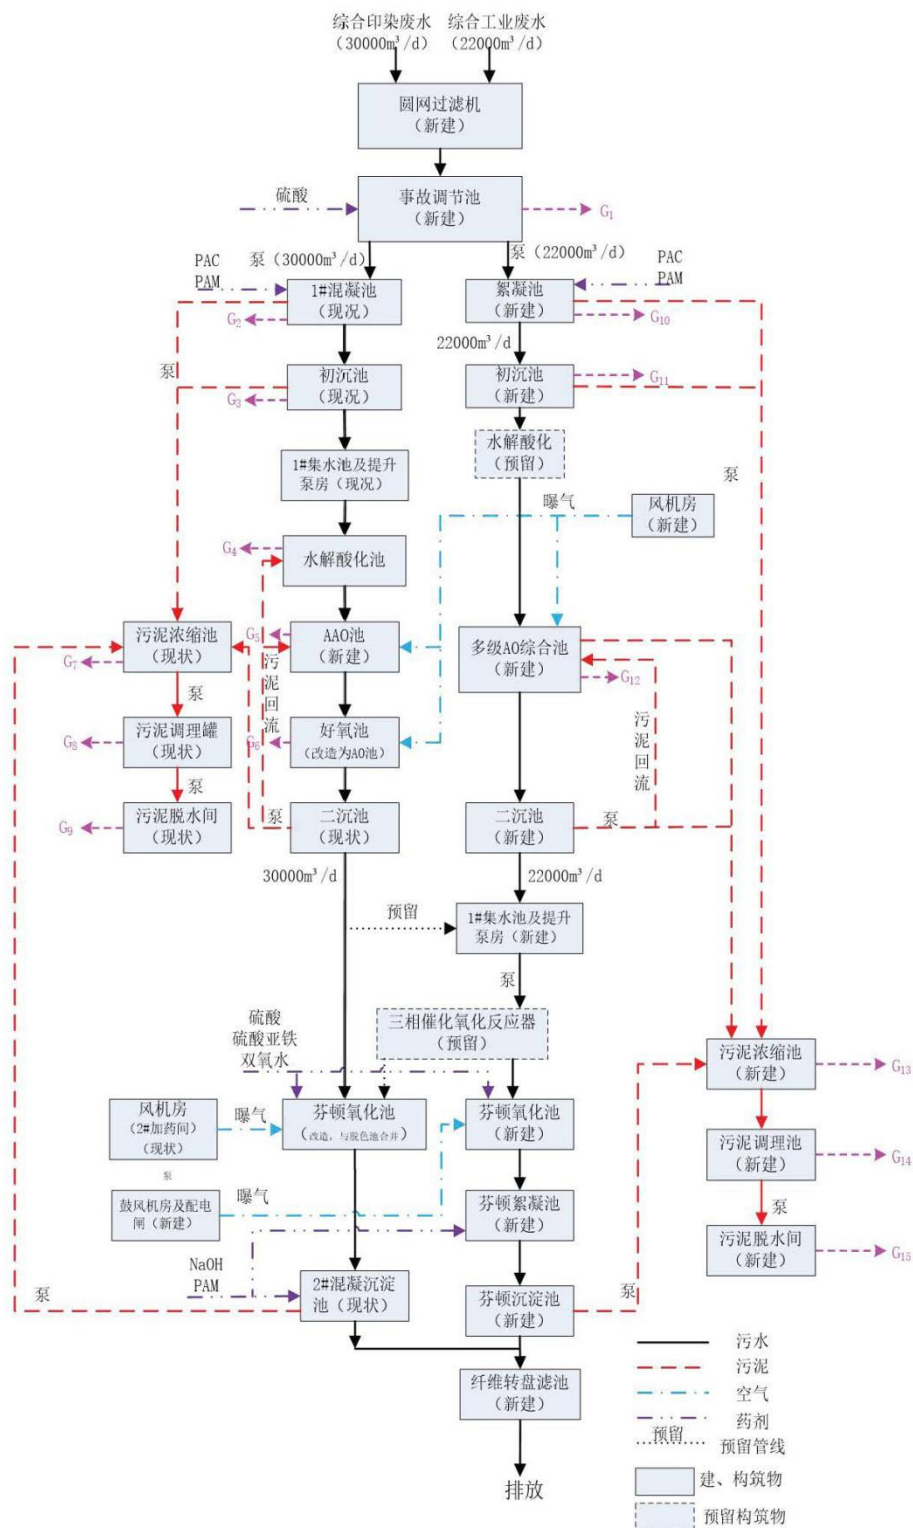 综合印染废水
（30000m³/d）
综合工业废水
（22000m³/d）
圆网过滤机
（新建）
硫酸
事故调节池
（新建）
G₁
泵（30000m³/d）
泵（22000m³/d）
PAC
PAM
1#混凝池
（现况）
G₂
絮凝池
（新建）
PAC
PAM
G₁₀
22000m³/d
泵
初沉池
（现况）
G₃
初沉池
（新建）
G₁₁
水解酸化
（预留）
1#集水池及提升
泵房（现况）
泵
曝气
风机房
（新建）
G₄
水解酸化池
污泥浓缩池
（现状）
G₇
G₅
AAO池
（新建）
多级AO综合池
（新建）
G₁₂
污泥回流
污泥回流
泵
污泥调理罐
（现状）
G₈
G₆
好氧池
（改造为AO池）
泵
污泥脱水间
（现状）
G₉
泵
二沉池
（现状）
二沉池
（新建）
泵
30000m³/d
22000m³/d
预留
1#集水池及提升
泵房（新建）
泵
三相催化氧化反应器
（预留）
硫酸
硫酸亚铁
双氧水
污泥浓缩池
（新建）
G₁₃
风机房
（2#加药间）
（现状）
曝气
芬顿氧化池
（改造，与脱色池合并）
芬顿氧化池
（新建）
污泥调理池
（新建）
G₁₄
泵
鼓风机房及配电
闸（新建）
曝气
芬顿絮凝池
（新建）
泵
污泥脱水间
（新建）
G₁₅
NaOH
PAM
泵
2#混凝沉淀
池（现状）
芬顿沉淀池
（新建）
泵
纤维转盘滤池
（新建）
排放
污水
污泥
空气
药剂
预留
预留管线
建、构筑物
预留构筑物